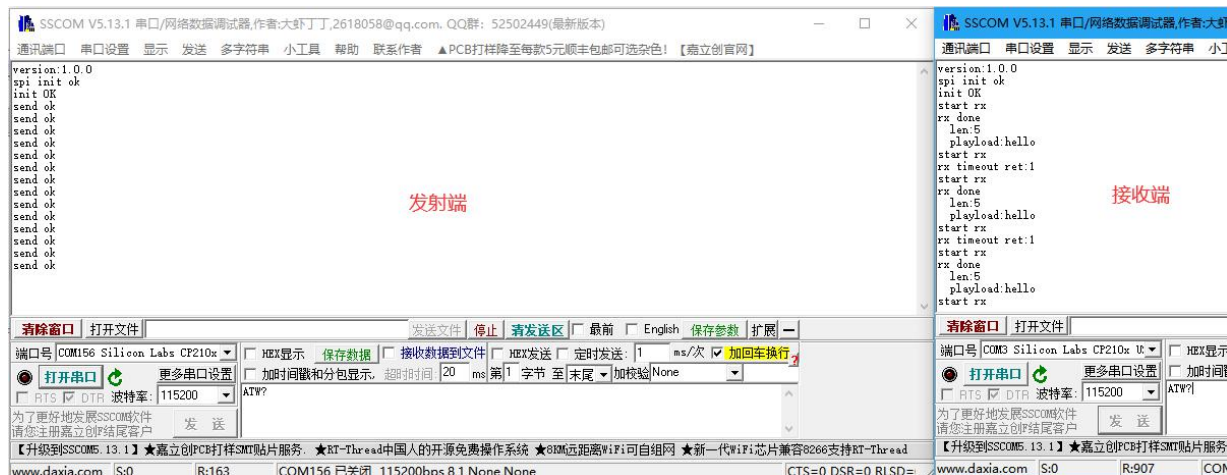 SSCOM V5.13.1 串口/网络数据调试器,作者:大虾丁丁,2618058@qq.com. QQ群: 52502449(最新版本)
通讯端口 串口设置 显示 发送 多字符串 小工具 帮助 联系作者 ▲PCB打样降至每款5元顺丰包邮可选杂色！【嘉立创官网】
version:1.0.0
spi init ok
init OK
send ok
send ok
send ok
send ok
send ok
send ok
send ok
send ok
send ok
send ok
send ok
send ok
send ok
send ok
发射端
清除窗口 打开文件 发送文件 停止 清发送区 最前 English 保存参数 扩展 —
端口号 COM156 Silicon Labs CP210x HEX显示 保存数据 接收数据到文件 HEX发送 定时发送: 1 ms/次 加回车换行
打开串口 更多串口设置 加时间戳和分包显示. 超时时间: 20 ms 第 1 字节 至 末尾 加校验 None
RTS DTR 波特率: 115200 ATW?
为了更好地发展SSCOM软件
请您注册嘉立创F结尾客户 发 送
【升级到SSCOM5.13.1】★嘉立创PCB打样SMT贴片服务. ★RT-Thread中国人的开源免费操作系统 ★8KM远距离WiFi可自组网 ★新一代WiFi芯片兼容8266支持RT-Thread
www.daxia.com S:0 R:163 COM156 已关闭 115200bps,8,1,None,None CTS=0 DSR=0 RLSD=
SSCOM V5.13.1 串口/网络数据调试器,作者:大虾
通讯端口 串口设置 显示 发送 多字符串 小工
version:1.0.0
spi init ok
init OK
start rx
rx done
len:5
playload:hello
start rx
rx timeout ret:1
start rx
rx done
len:5
playload:hello
start rx
rx timeout ret:1
start rx
rx done
len:5
playload:hello
start rx
接收端
清除窗口 打开文件
端口号 COM3 Silicon Labs CP210x U HEX显示
打开串口 更多串口设置 加时间戳
RTS DTR 波特率: 115200 ATW?
为了更好地发展SSCOM软件
请您注册嘉立创F结尾客户 发 送
【升级到SSCOM5.13.1】★嘉立创PCB打样SMT贴片服务
www.daxia.com S:0 R:907